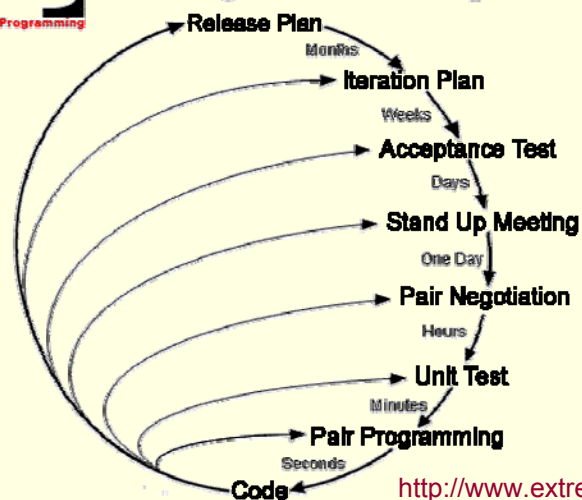 Programming
Release Plan
Months
Iteration Plan
Weeks
Acceptance Test
Days
Stand Up Meeting
One Day
Pair Negotiation
Hours
Unit Test
Minutes
Pair Programming
Seconds
Code
http://www.extre